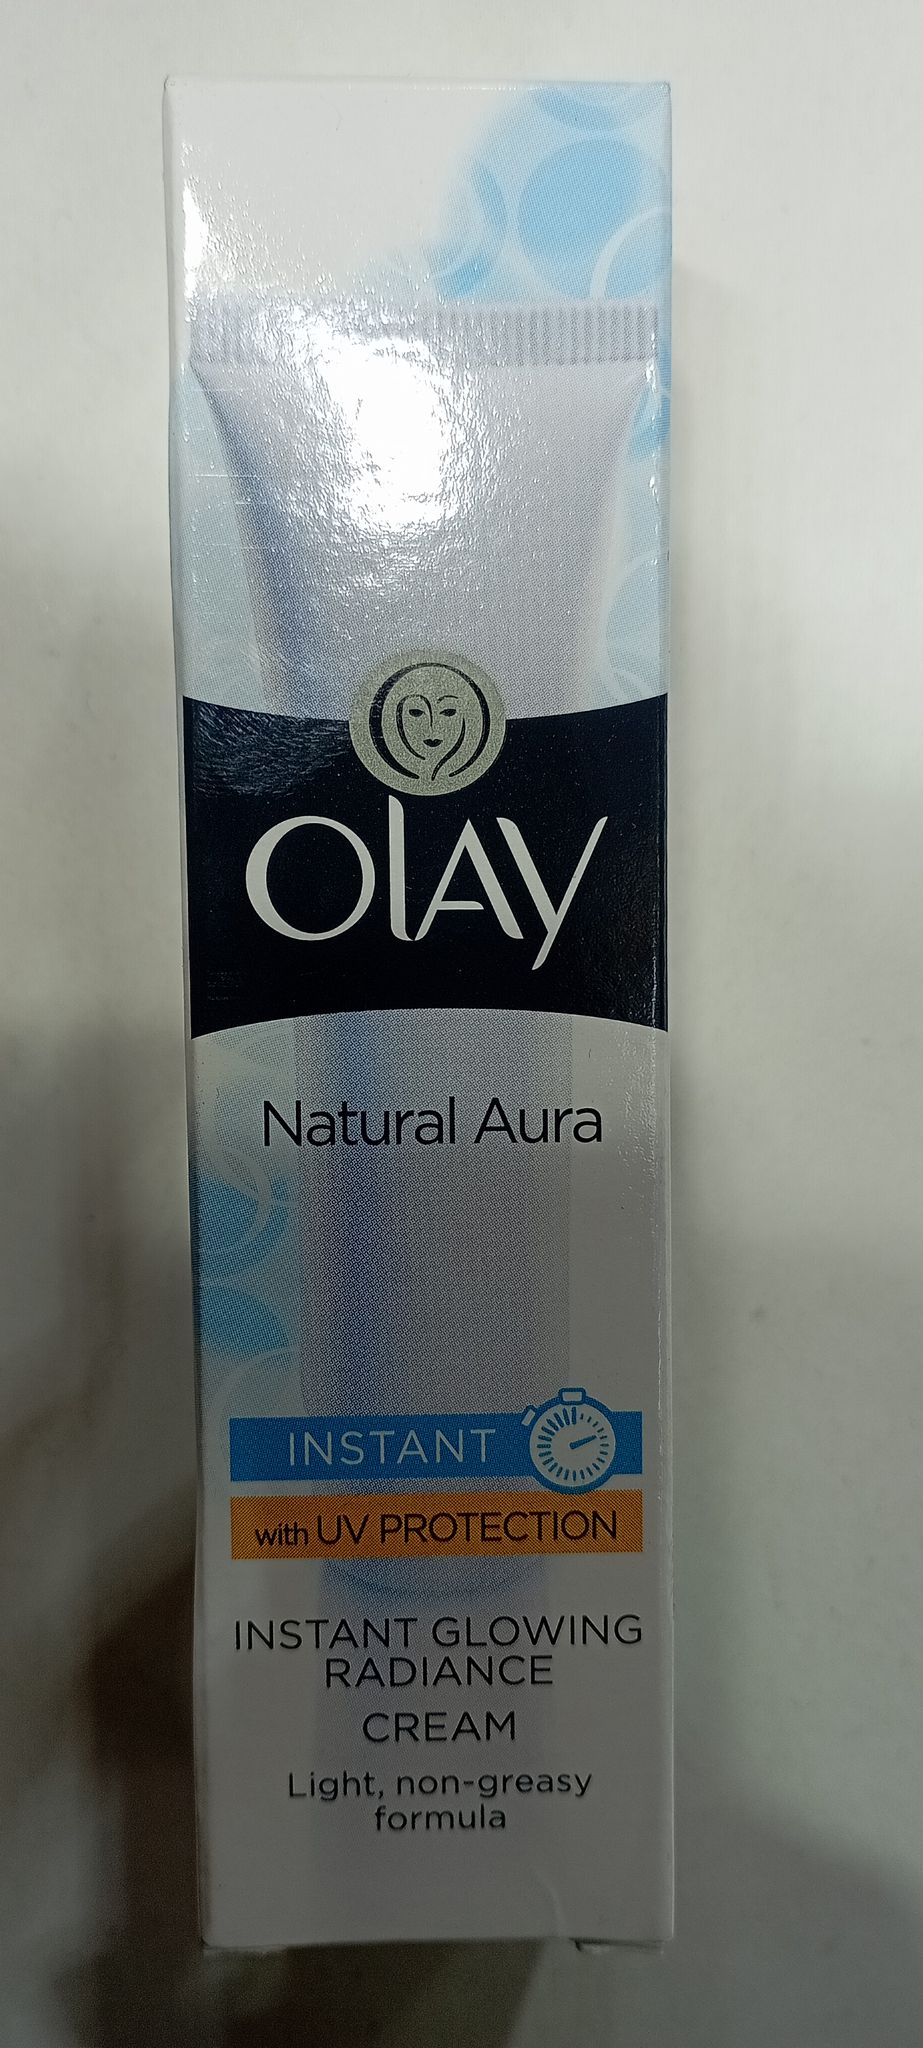 OLAY
Natural Aura
INSTANT
with UV PROTECTION
INSTANT GLOWING
RADIANCE
CREAM
Light, non-greasy
formula